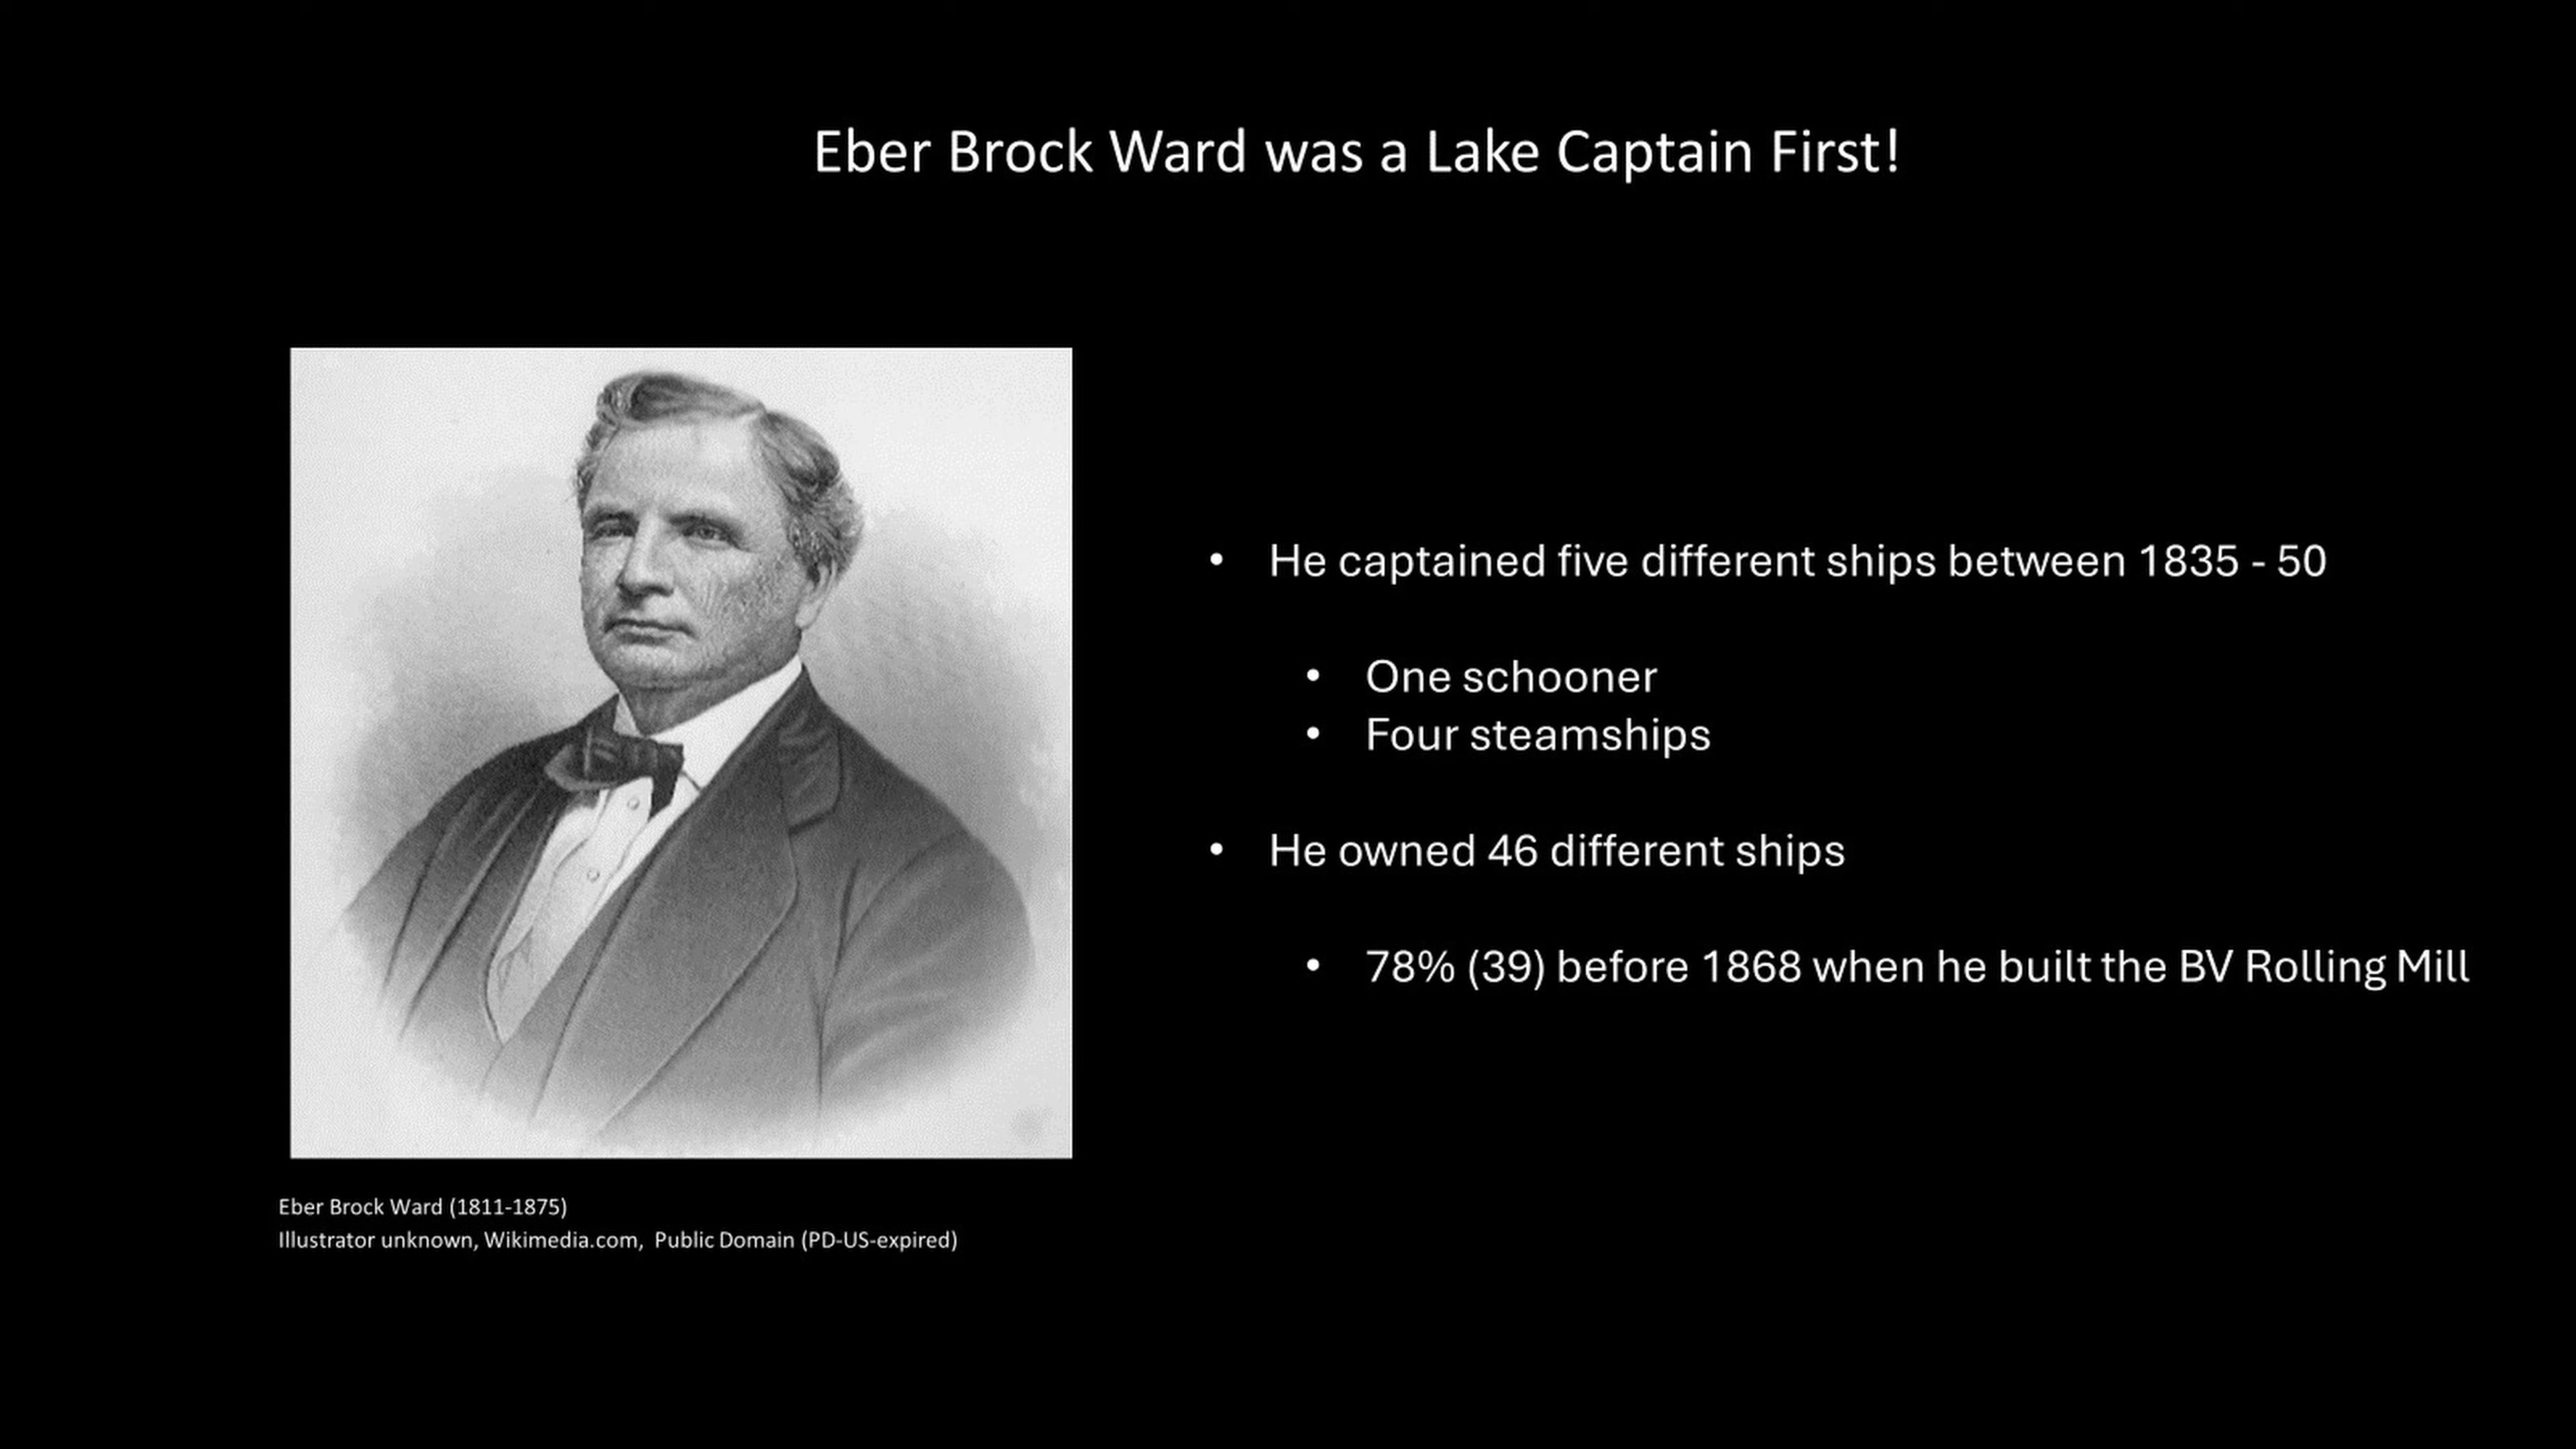 Eber Brock Ward was a Lake Captain First!
• He captained five different ships between 1835 - 50
• One schooner
• Four steamships
• He owned 46 different ships
• 78% (39) before 1868 when he built the BV Rolling Mill
Eber Brock Ward (1811-1875)
Illustrator unknown, Wikimedia.com, Public Domain (PD-US-expired)